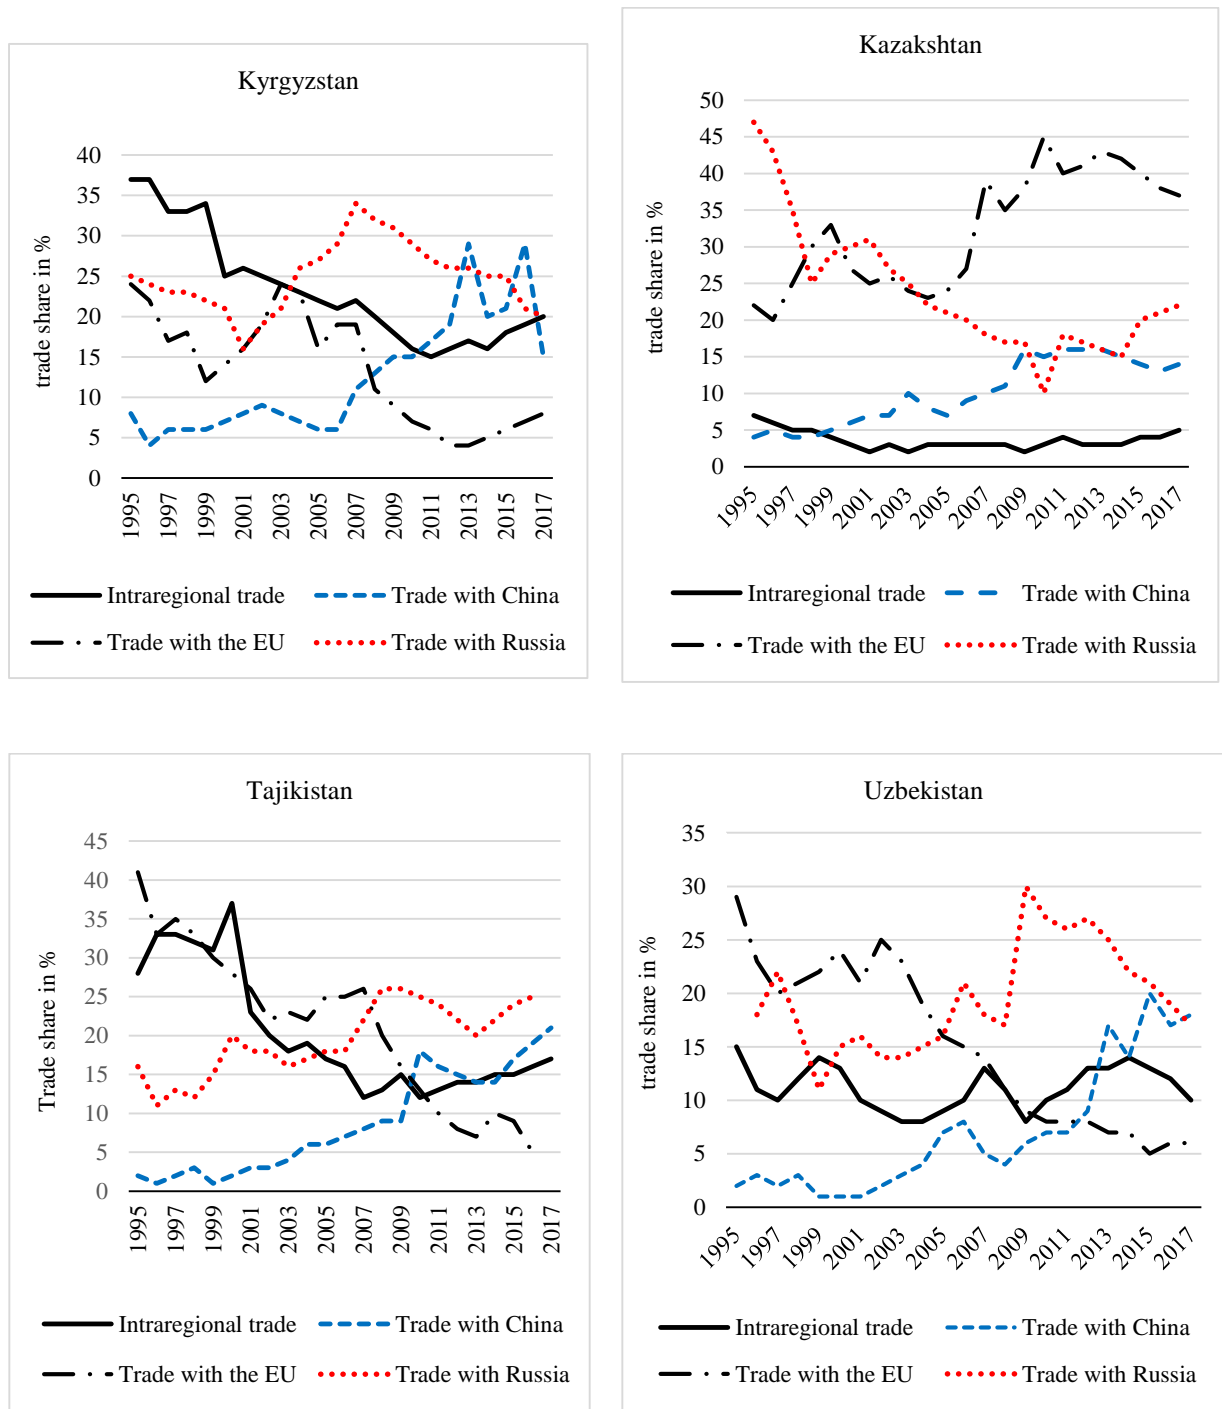 Kyrgyzstan
trade share in %
40
35
30
25
20
15
10
5
0
1995 1997 1999 2001 2003 2005 2007 2009 2011 2013 2015 2017
Intraregional trade Trade with China
Trade with the EU Trade with Russia
Kazakshtan
trade share in %
50
45
40
35
30
25
20
15
10
5
0
1995 1997 1999 2001 2003 2005 2007 2009 2011 2013 2015 2017
Intraregional trade Trade with China
Trade with the EU Trade with Russia
Tajikistan
Trade share in %
45
40
35
30
25
20
15
10
5
0
1995 1997 1999 2001 2003 2005 2007 2009 2011 2013 2015 2017
Intraregional trade Trade with China
Trade with the EU Trade with Russia
Uzbekistan
trade share in %
35
30
25
20
15
10
5
0
1995 1997 1999 2001 2003 2005 2007 2009 2011 2013 2015 2017
Intraregional trade Trade with China
Trade with the EU Trade with Russia